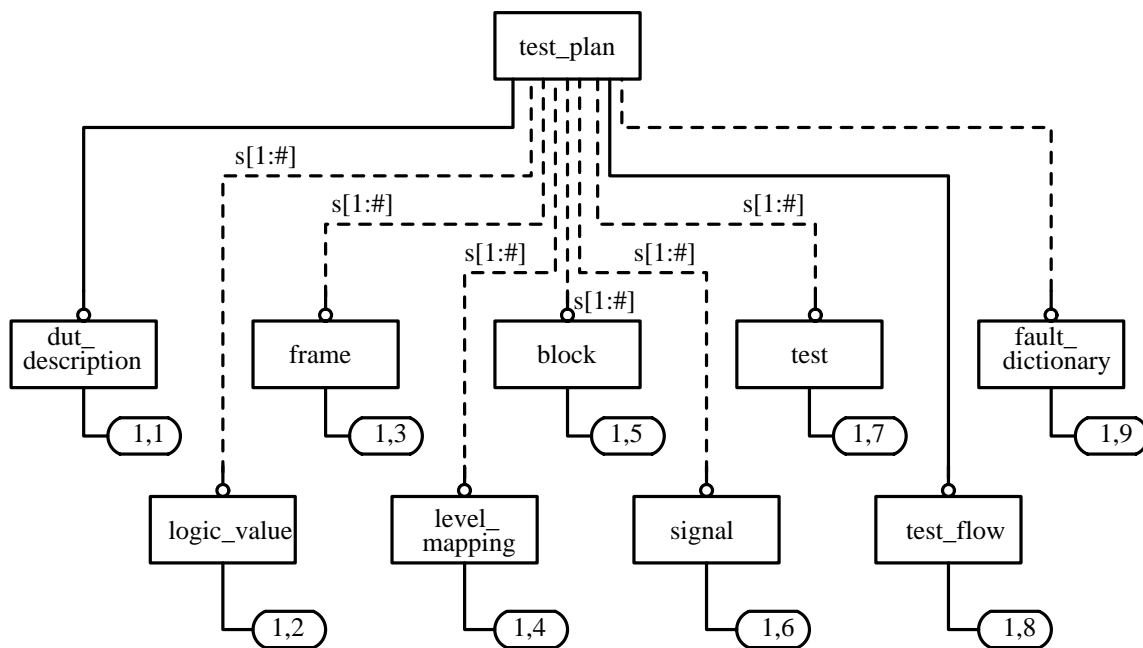 test_plan
s[1:#]
s[1:#]
s[1:#]
s[1:#]
s[1:#]
s[1:#]
dut_
description
frame
block
test
fault_
dictionary
1,1
1,3
1,5
1,7
1,9
logic_value
level_
mapping
signal
test_flow
1,2
1,4
1,6
1,8